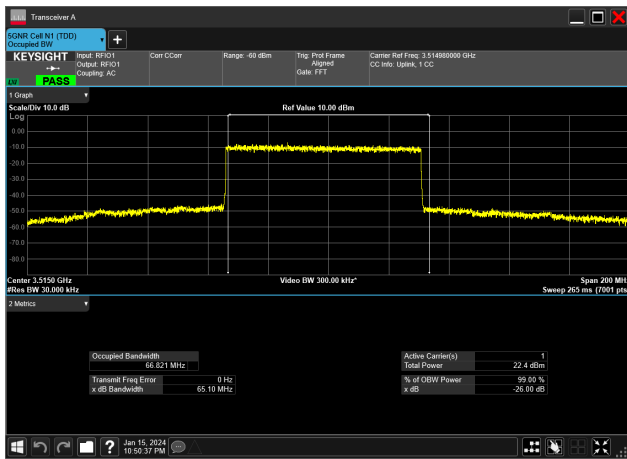 Transceiver A
5GNR Cell N1 (TDD)
Occupied BW
KEYSIGHT
PASS
Input: RFIO1
Output: RFIO1
Coupling: AC
Corr CCorr
Range: -60 dBm
Trig: Prot Frame
Aligned
Gate: FFT
Carrier Ref Freq: 3.514980000 GHz
CC Info: Uplink, 1 CC
1 Graph
Scale/Div 10.0 dB
Ref Value 10.00 dBm
Log
0.00
-10.0
-20.0
-30.0
-40.0
-50.0
-60.0
-70.0
-80.0
Center 3.5150 GHz
Video BW 300.00 kHz*
Span 200 MH
#Res BW 30.000 kHz
Sweep 265 ms (7001 pts
2 Metrics
Occupied Bandwidth
66.821 MHz
Transmit Freq Error 0 Hz
x dB Bandwidth 65.10 MHz
Active Carrier(s) 1
Total Power 22.4 dBm
% of OBW Power 99.00 %
x dB -26.00 dB
?
Jan 15, 2024
10:50:37 PM